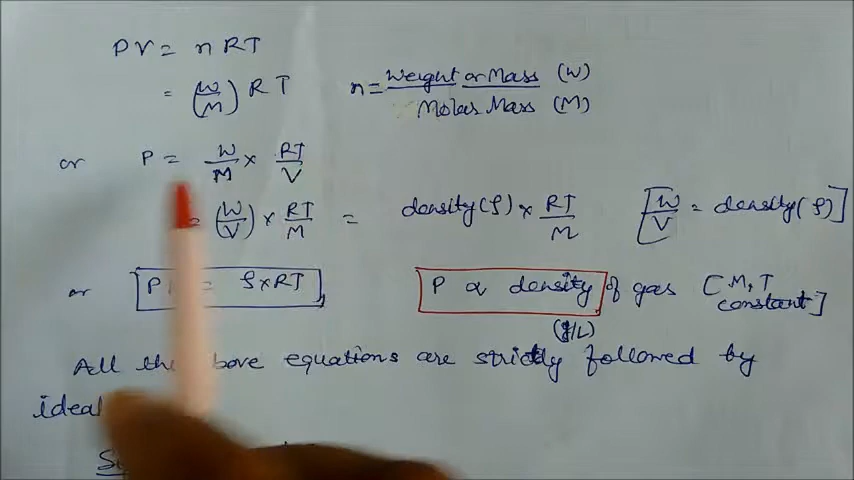 PV = nRT
= (W/M) RT n = Weight or Mass (W) / Molar Mass (M)
or P = W/M × RT/V
= (W/V) × RT/M = density(ρ) × RT/M [W/V = density(ρ)]
or P = ρ×RT P α density of gas [M, T constant]
(g/L)
All the above equations are strictly followed by
ideal